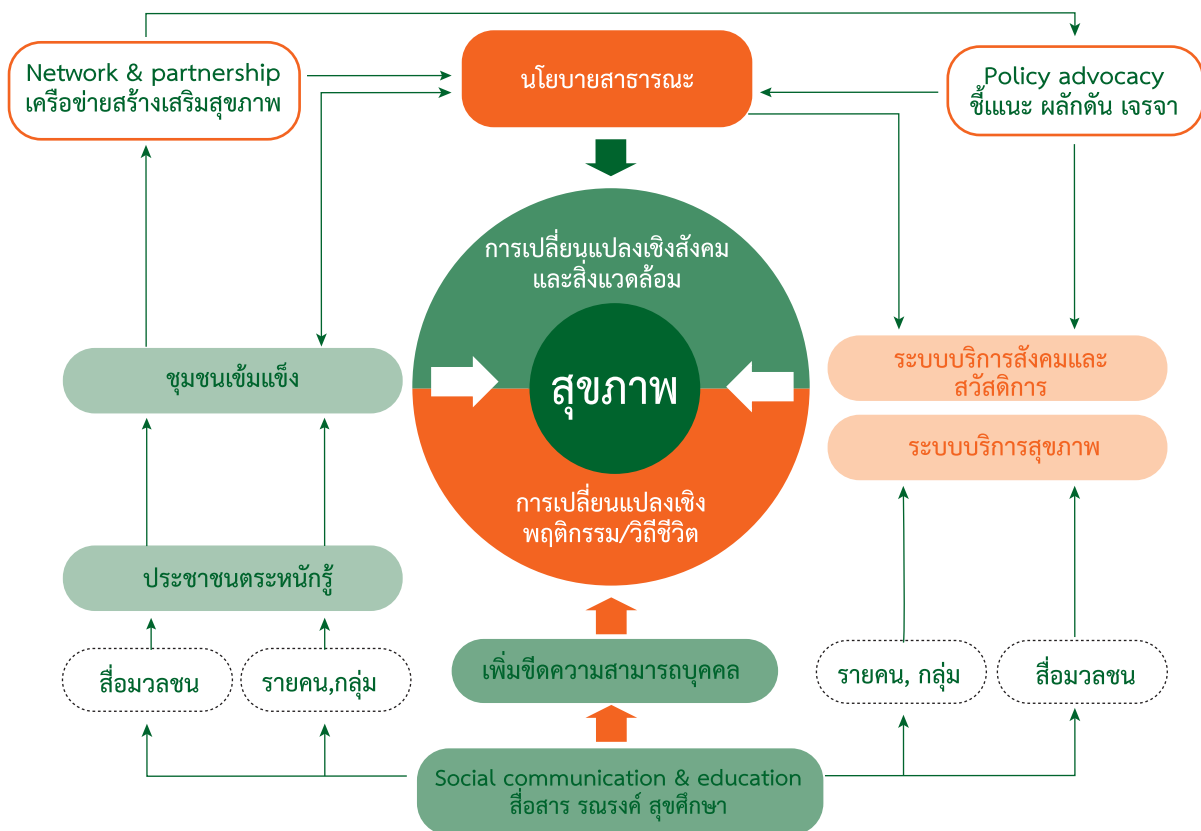 Network & partnership
เครือข่ายสร้างเสริมสุขภาพ
นโยบายสาธารณะ
Policy advocacy
ชี้แนะ ผลักดัน เจรจา
การเปลี่ยนแปลงเชิงสังคม
และสิ่งแวดล้อม
ชุมชนเข้มแข็ง
สุขภาพ
ระบบบริการสังคมและ
สวัสดิการ
ระบบบริการสุขภาพ
การเปลี่ยนแปลงเชิง
พฤติกรรม/วิถีชีวิต
ประชาชนตระหนักรู้
สื่อมวลชน
รายคน,กลุ่ม
เพิ่มขีดความสามารถบุคคล
รายคน, กลุ่ม
สื่อมวลชน
Social communication & education
สื่อสาร รณรงค์ สุขศึกษา